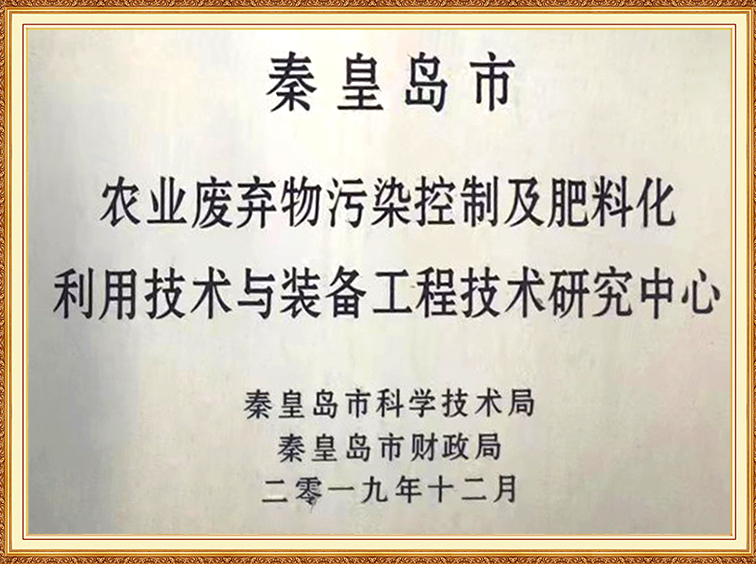 秦皇岛市
农业废弃物污染控制及肥料化
利用技术与装备工程技术研究中心
秦皇岛市科学技术局
秦皇岛市财政局
二零一九年十二月